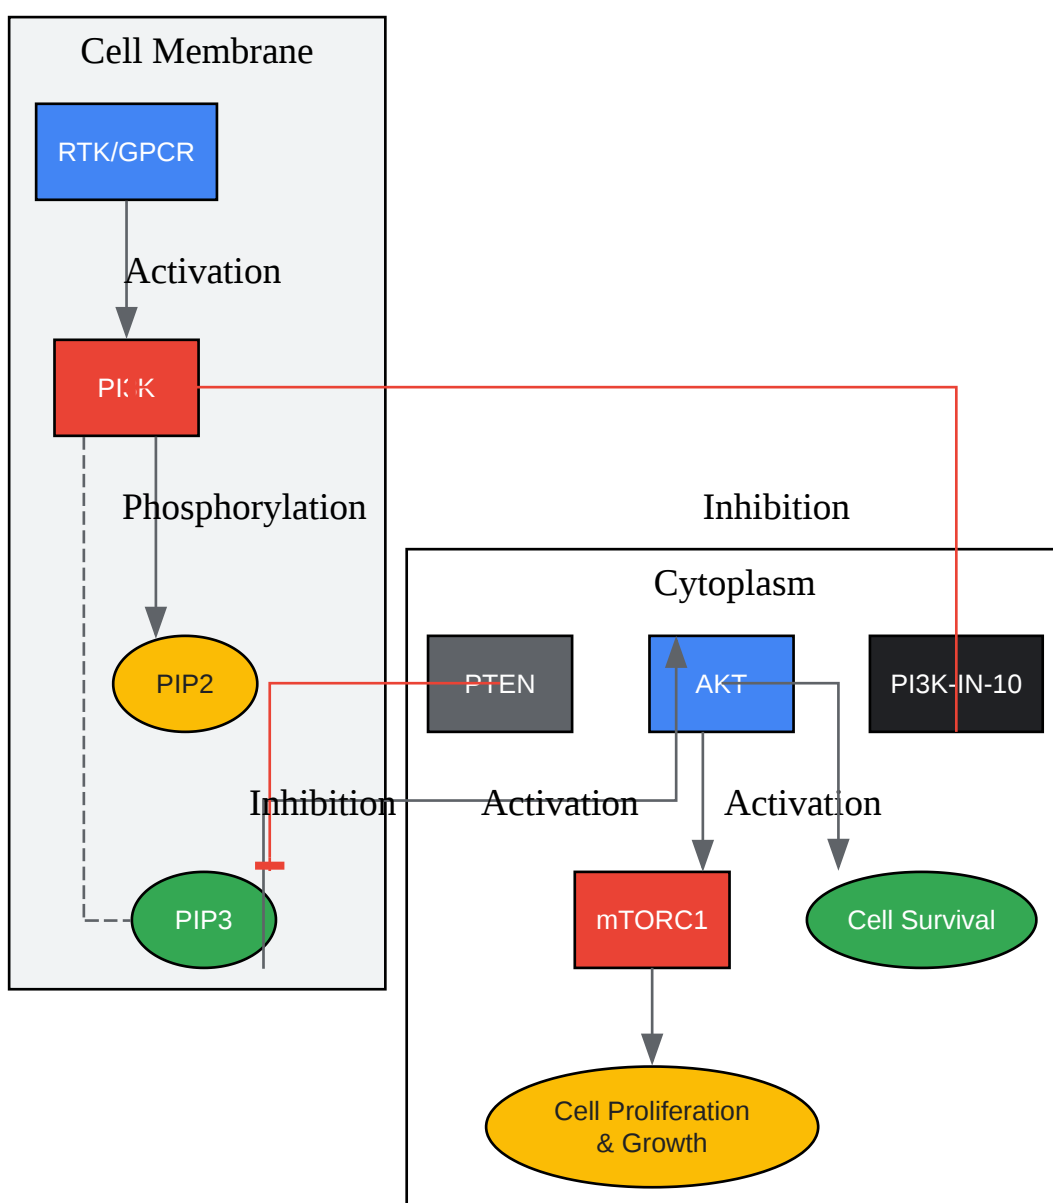 Cell Membrane
RTK/GPCR
Activation
PI3K
Phosphorylation
Inhibition
Cytoplasm
PIP2
PTEN
AKT
PI3K-IN-10
Inhibition
Activation
Activation
PIP3
mTORC1
Cell Survival
Cell Proliferation
& Growth